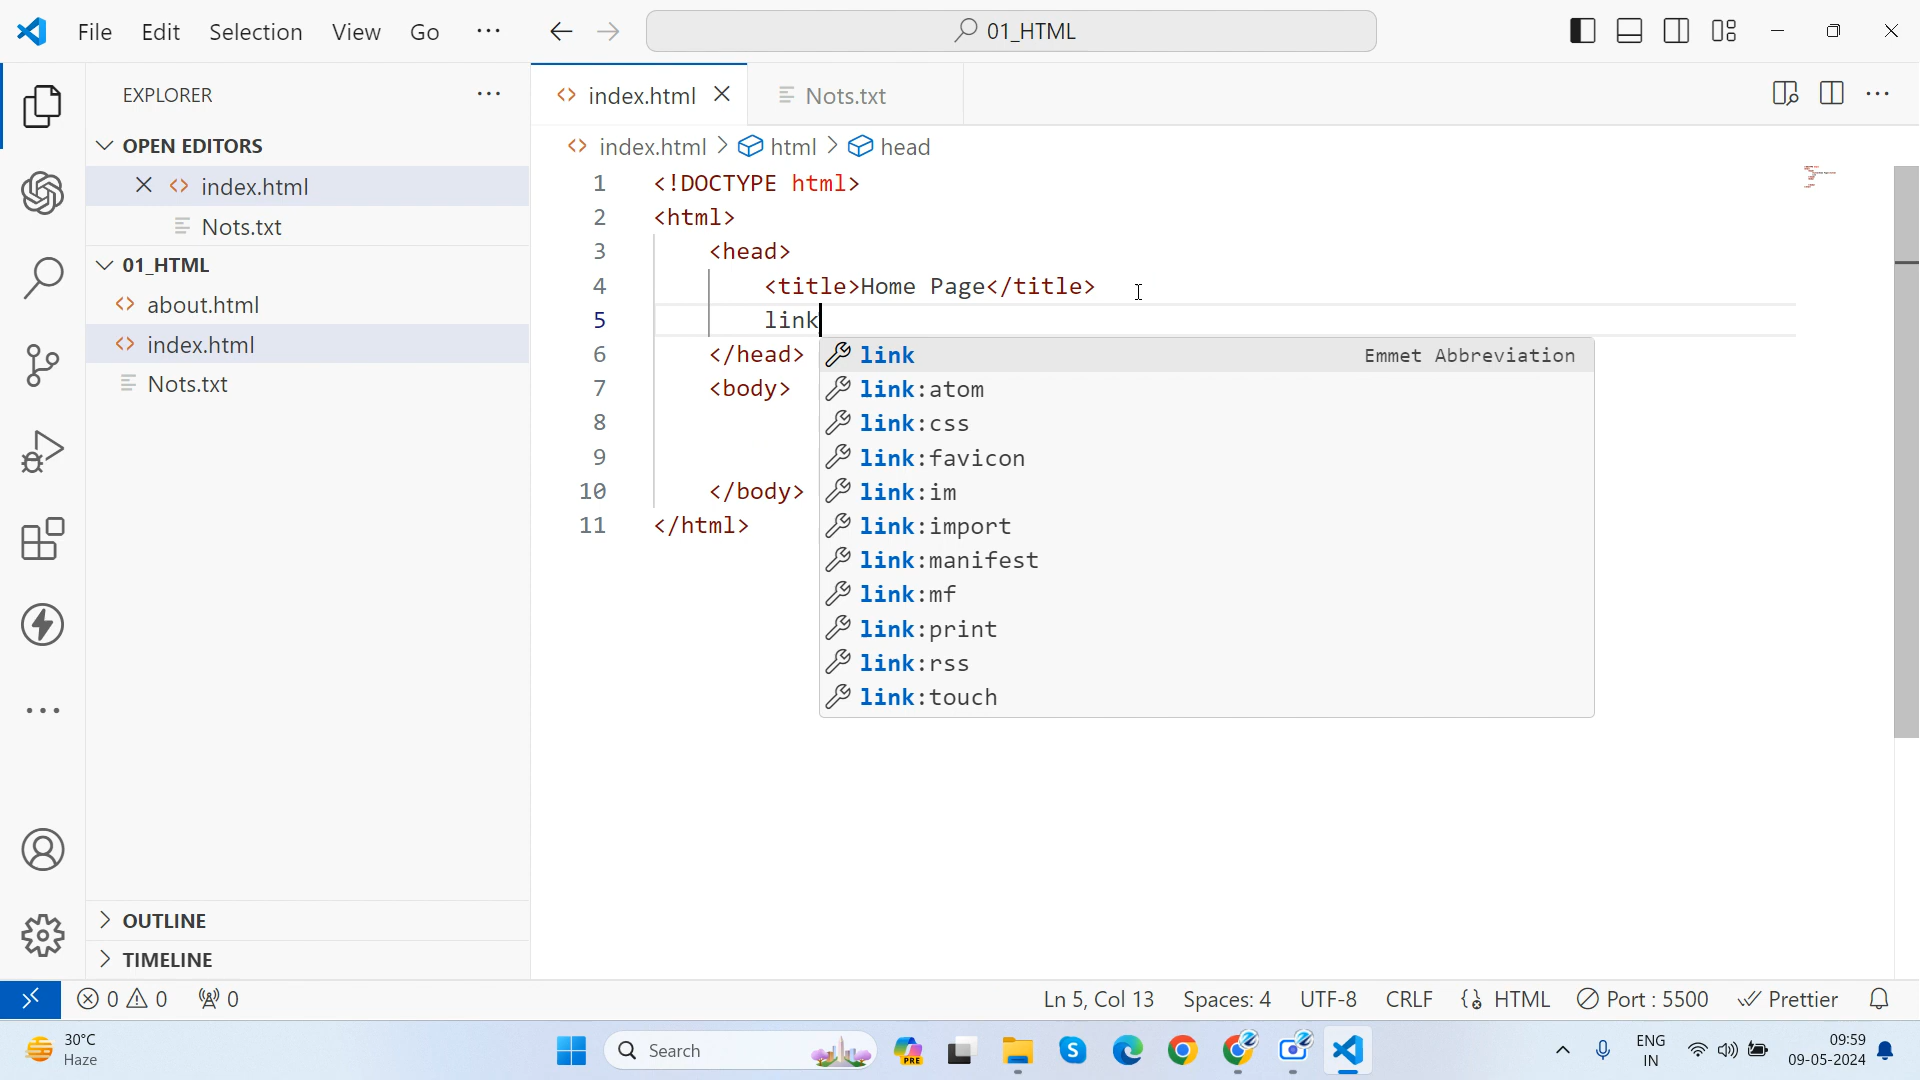 File Edit Selection View Go ··· 01_HTML
EXPLORER ···
OPEN EDITORS
index.html
Nots.txt
01_HTML
about.html
index.html
Nots.txt
OUTLINE
TIMELINE
index.html Nots.txt ···
index.html > html > head
1 <!DOCTYPE html>
2 <html>
3 <head>
4 <title>Home Page</title>
5 link
6 </head>
7 <body>
8
9
10 </body>
11 </html>
link Emmet Abbreviation
link:atom
link:css
link:favicon
link:im
link:import
link:manifest
link:mf
link:print
link:rss
link:touch
0 0 0 Ln 5, Col 13 Spaces: 4 UTF-8 CRLF HTML Port : 5500 Prettier
30°C
Haze
Search
PRE
ENG
IN
09:59
09-05-2024